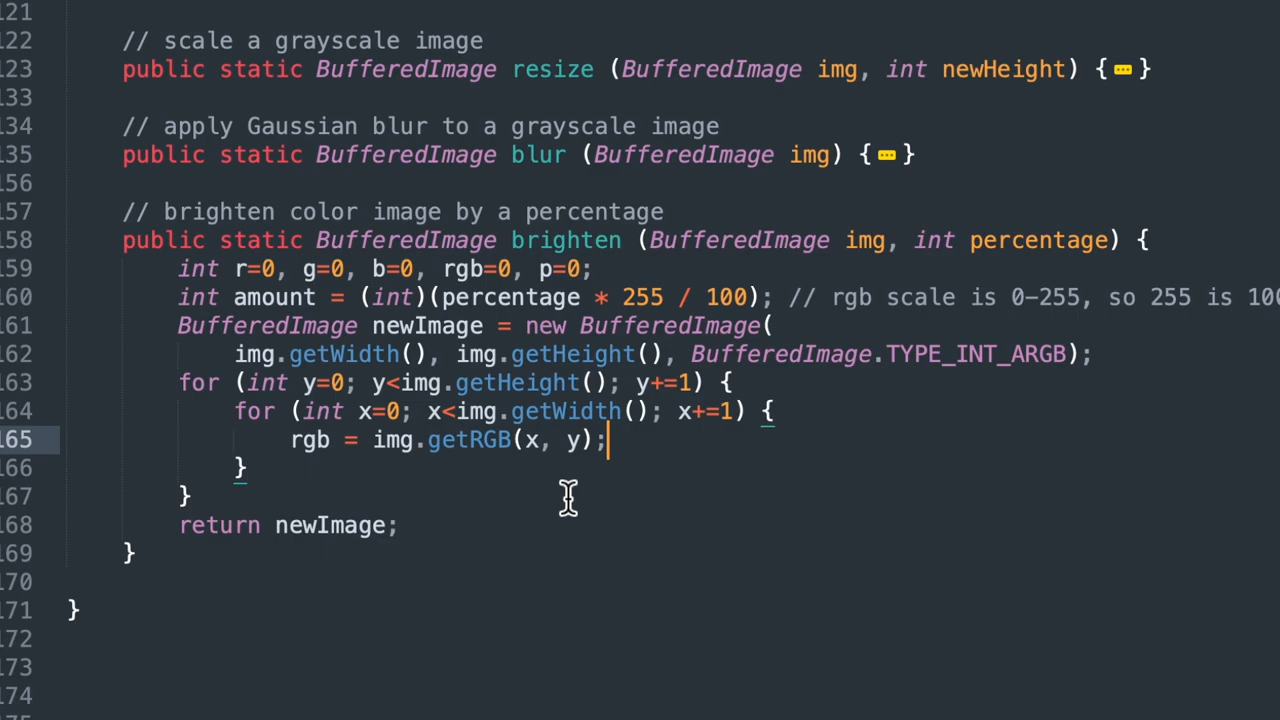 121
122 // scale a grayscale image
123 public static BufferedImage resize (BufferedImage img, int newHeight) {…}
133
134 // apply Gaussian blur to a grayscale image
135 public static BufferedImage blur (BufferedImage img) {…}
156
157 // brighten color image by a percentage
158 public static BufferedImage brighten (BufferedImage img, int percentage) {
159 int r=0, g=0, b=0, rgb=0, p=0;
160 int amount = (int)(percentage * 255 / 100); // rgb scale is 0-255, so 255 is 100
161 BufferedImage newImage = new BufferedImage(
162 img.getWidth(), img.getHeight(), BufferedImage.TYPE_INT_ARGB);
163 for (int y=0; y<img.getHeight(); y+=1) {
164 for (int x=0; x<img.getWidth(); x+=1) {
165 rgb = img.getRGB(x, y);
166 }
167 }
168 return newImage;
169 }
170
171 }
172
173
174